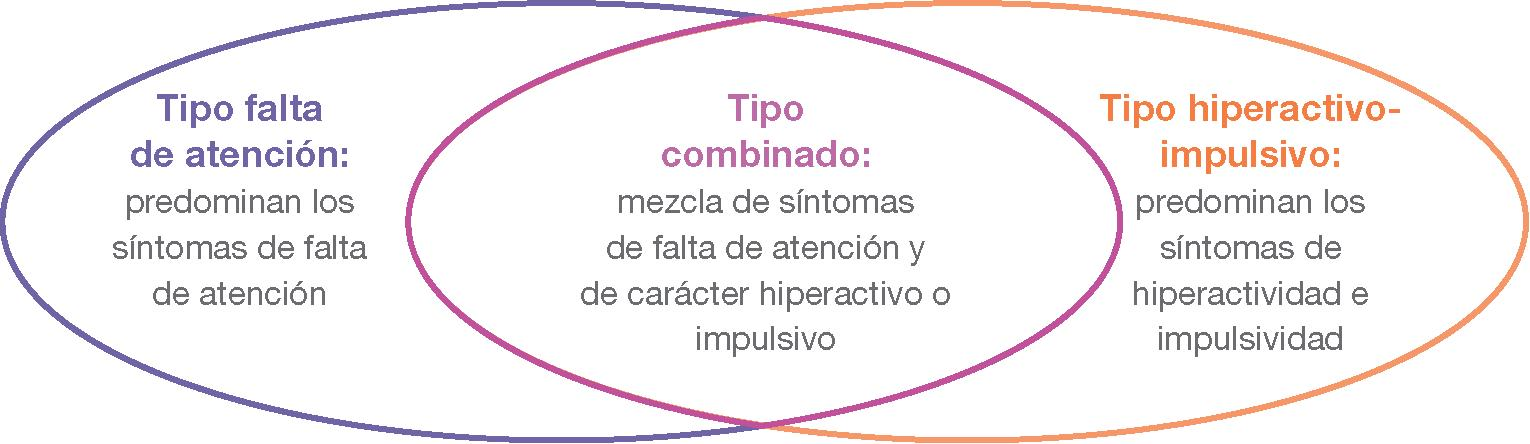 Tipo falta
de atención:
predominan los
síntomas de falta
de atención
Tipo
combinado:
mezcla de síntomas
de falta de atención y
de carácter hiperactivo o
impulsivo
Tipo hiperactivo-
impulsivo:
predominan los
síntomas de
hiperactividad e
impulsividad